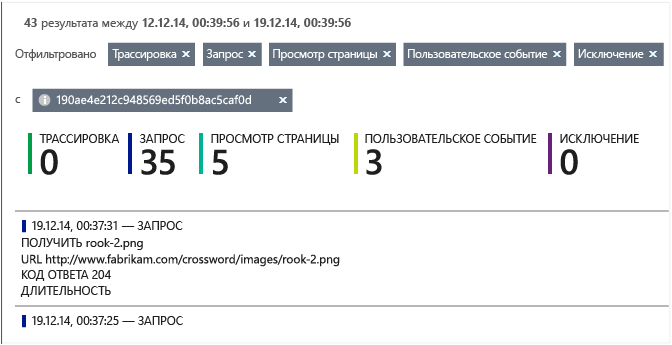 43 результата между 12.12.14, 00:39:56 и 19.12.14, 00:39:56
Отфильтровано Трассировка × Запрос × Просмотр страницы × Пользовательское событие × Исключение ×
с 190ae4e212c948569ed5f0b8ac5caf0d ×
ТРАССИРОВКА ЗАПРОС ПРОСМОТР СТРАНИЦЫ ПОЛЬЗОВАТЕЛЬСКОЕ СОБЫТИЕ ИСКЛЮЧЕНИЕ
0 35 5 3 0
19.12.14, 00:37:31 — ЗАПРОС
ПОЛУЧИТЬ rook-2.png
URL http://www.fabrikam.com/crossword/images/rook-2.png
КОД ОТВЕТА 204
ДЛИТЕЛЬНОСТЬ
19.12.14, 00:37:25 — ЗАПРОС